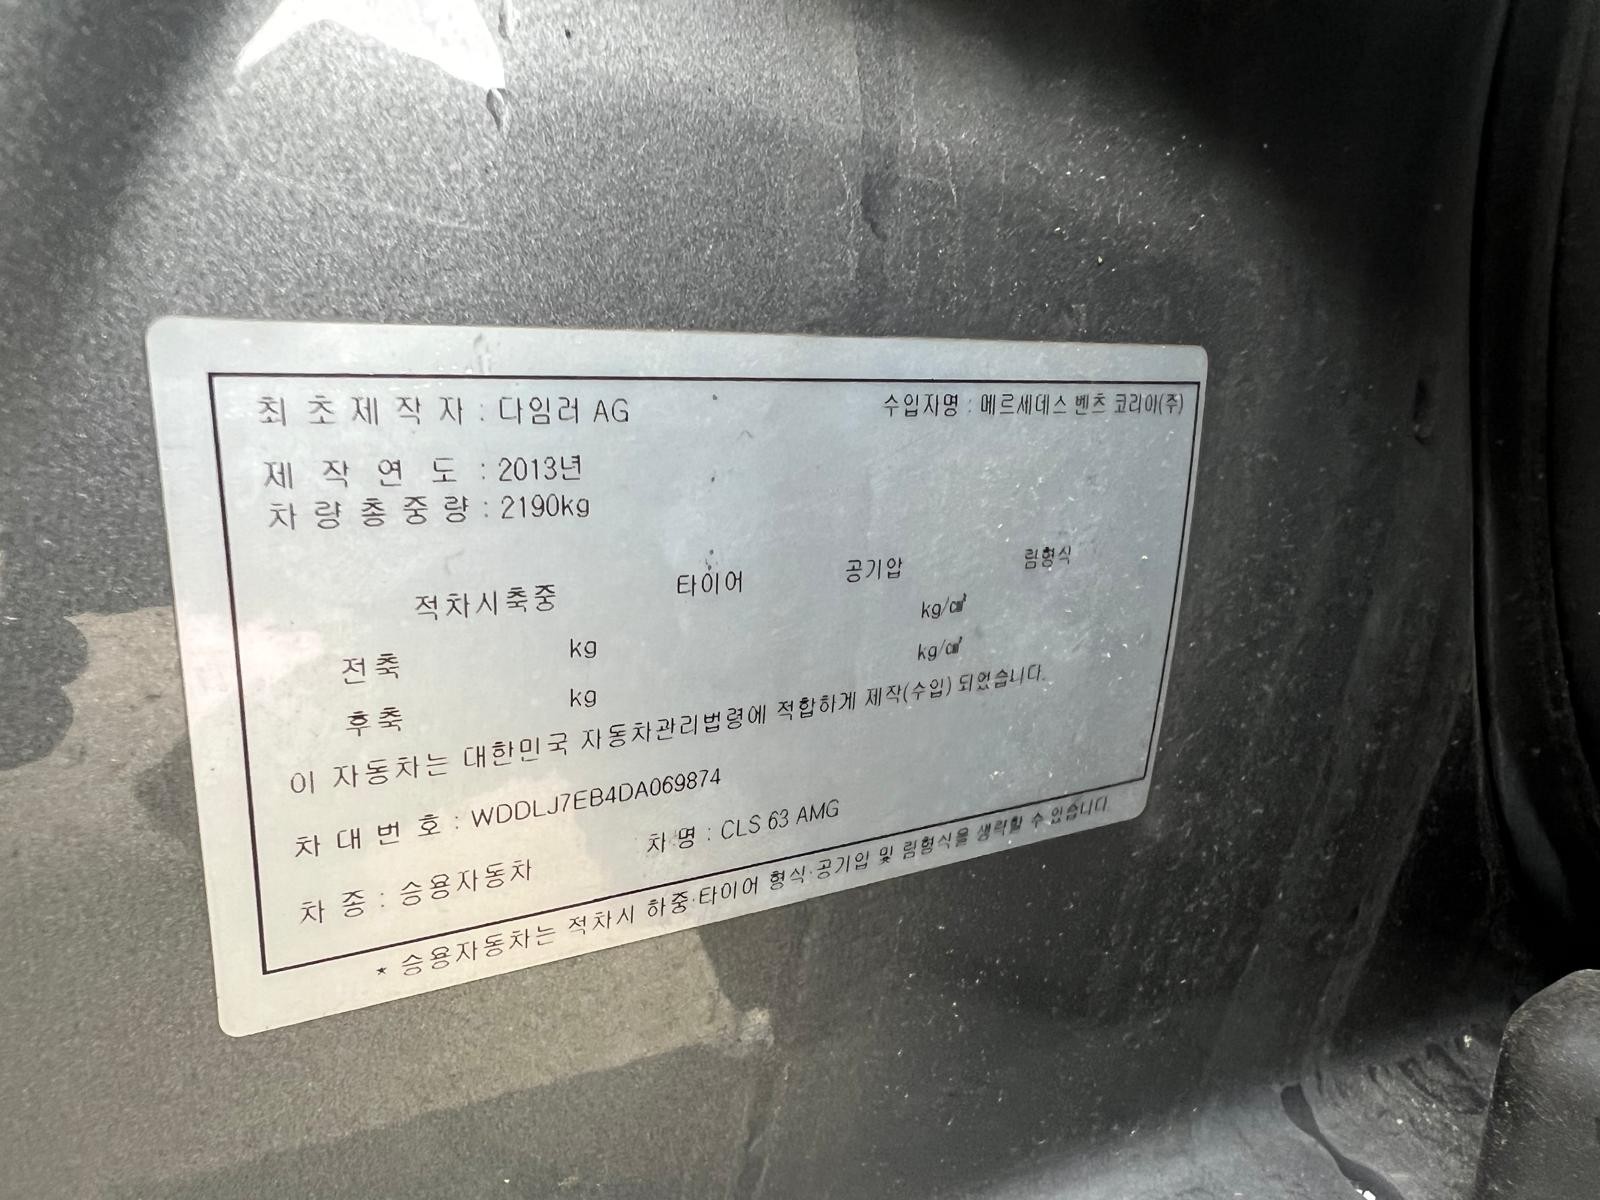 최초제작자 : 다임러 AG 수입자명 : 메르세데스 벤츠 코리아(주)
제작연도 : 2013년
차량총중량 : 2190kg
적차시축중 타이어 공기압 림형식
전축 kg kg/㎠
후축 kg kg/㎠
이 자동차는 대한민국 자동차관리법령에 적합하게 제작(수입) 되었습니다.
차대번호 : WDDLJ7EB4DA069874
차종 : 승용자동차 차명 : CLS 63 AMG
* 승용자동차는 적차시 하중·타이어 형식·공기압 및 림형식을 생략할 수 있습니다.